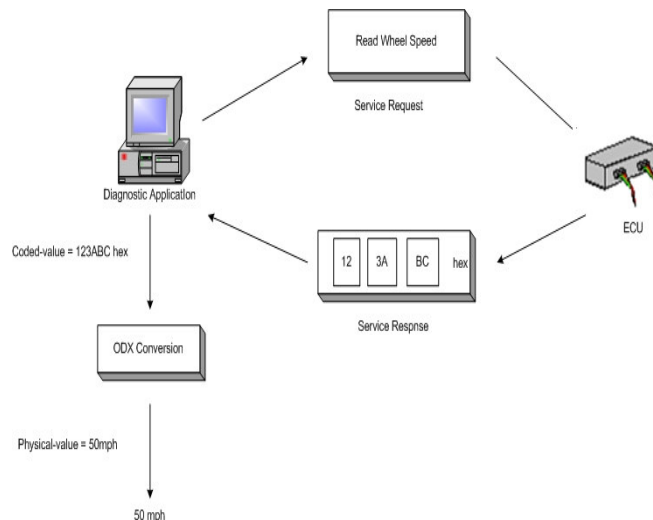 Read Wheel Speed
Service Request
Diagnostic Application
ECU
12 3A BC hex
Service Respnse
Coded-value = 123ABC hex
ODX Conversion
Physical-value = 50mph
50 mph